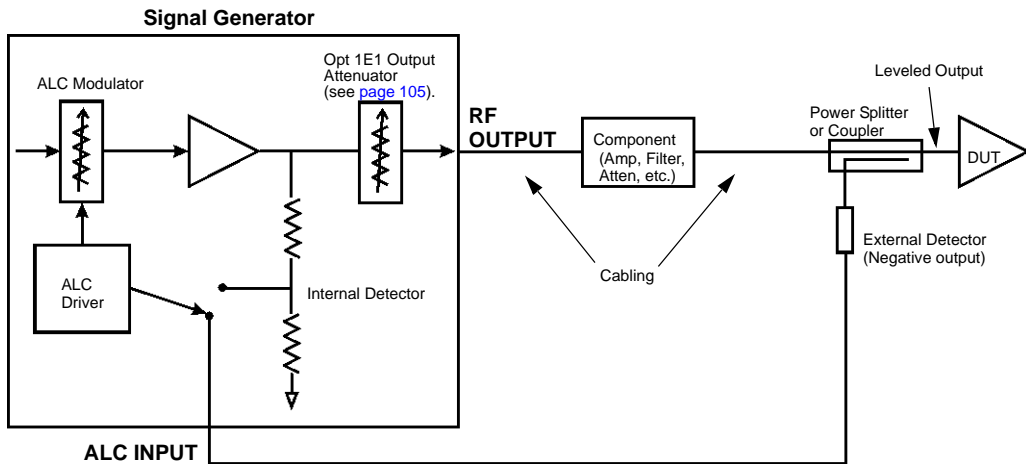 Signal Generator
Opt 1E1 Output
Attenuator
(see page 105).
ALC Modulator
RF
OUTPUT
Component
(Amp, Filter,
Atten, etc.)
Leveled Output
Power Splitter
or Coupler
DUT
External Detector
(Negative output)
Cabling
ALC
Driver
Internal Detector
ALC INPUT